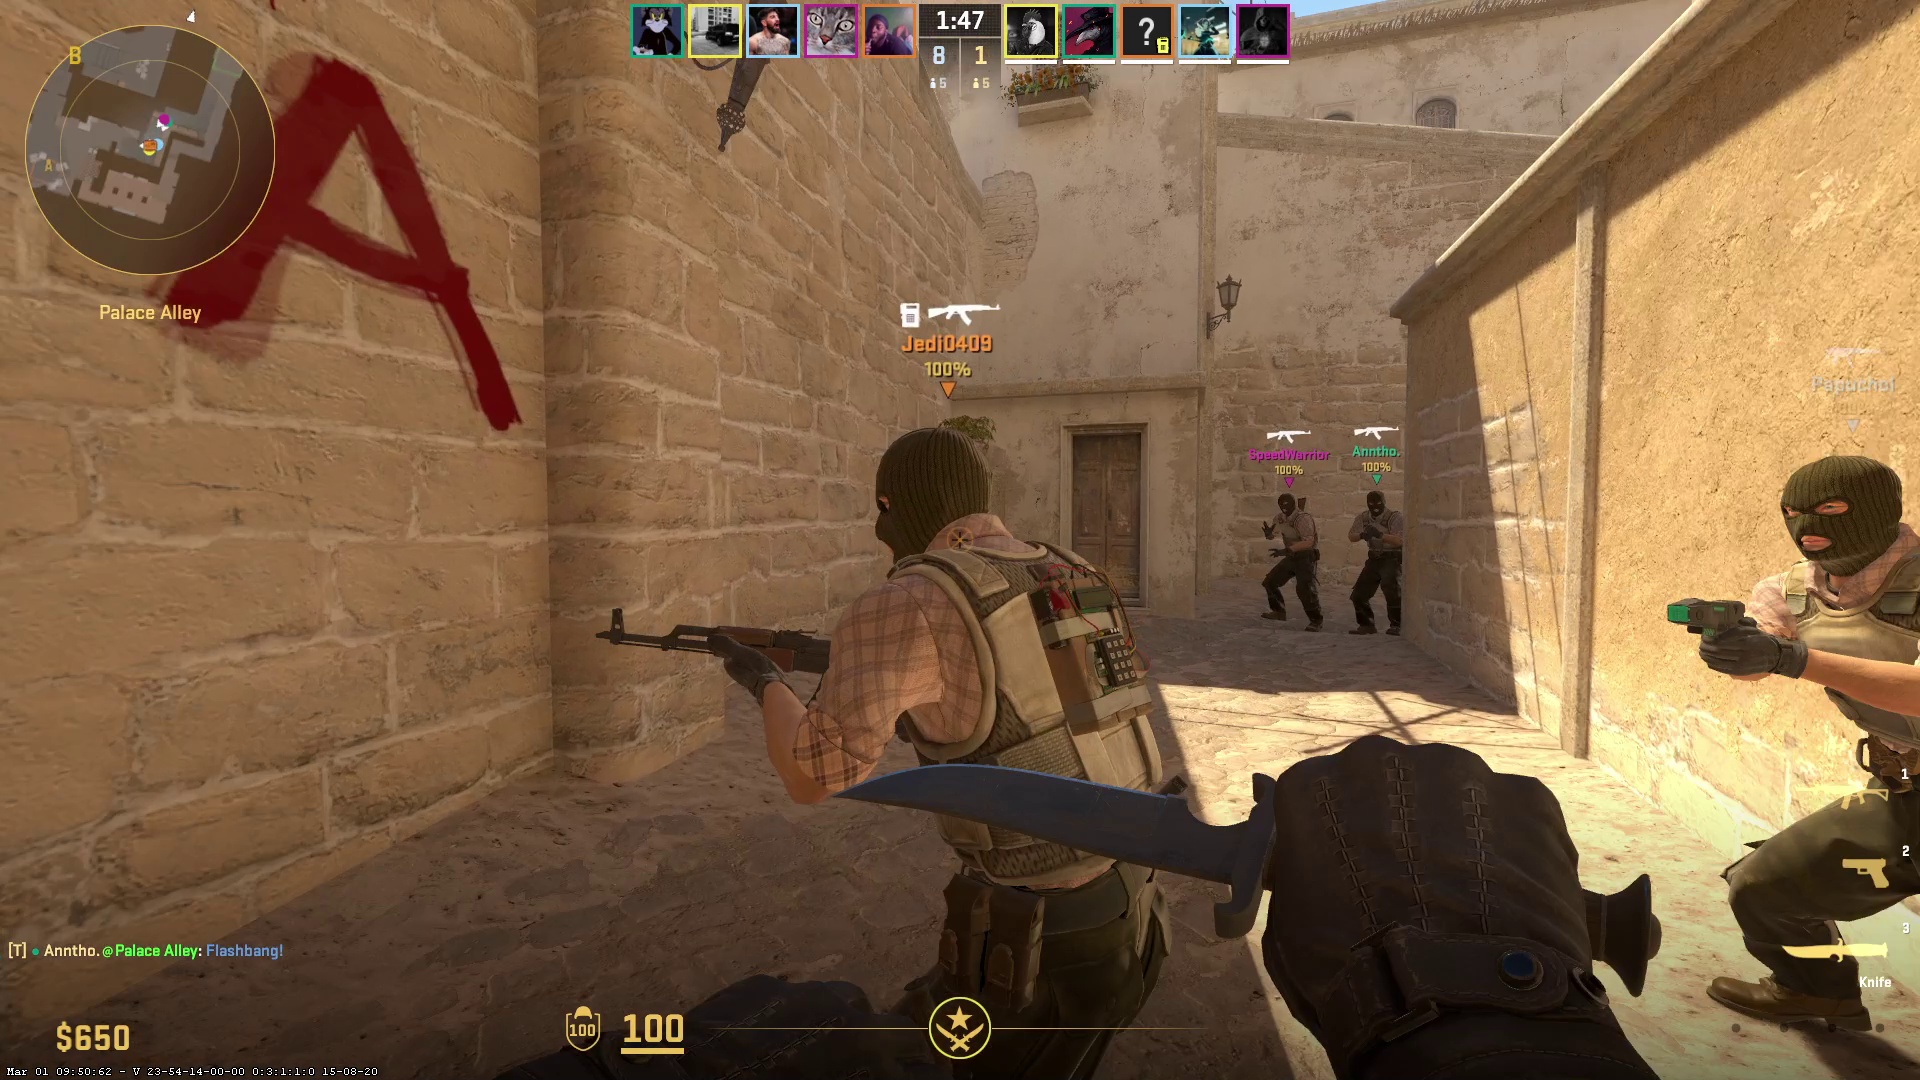 1:47
8 1
5 5
?
B
A
A
Palace Alley
Jedi0409
100%
SpeedWarrior
100%
Anntho.
100%
Papuchoi
1
2
3
Knife
[T] Anntho.@Palace Alley: Flashbang!
$650
100 100
Mar 01 09:50:62 - V 23-54-14-00-00 0:3:1:1:0 15-08-20